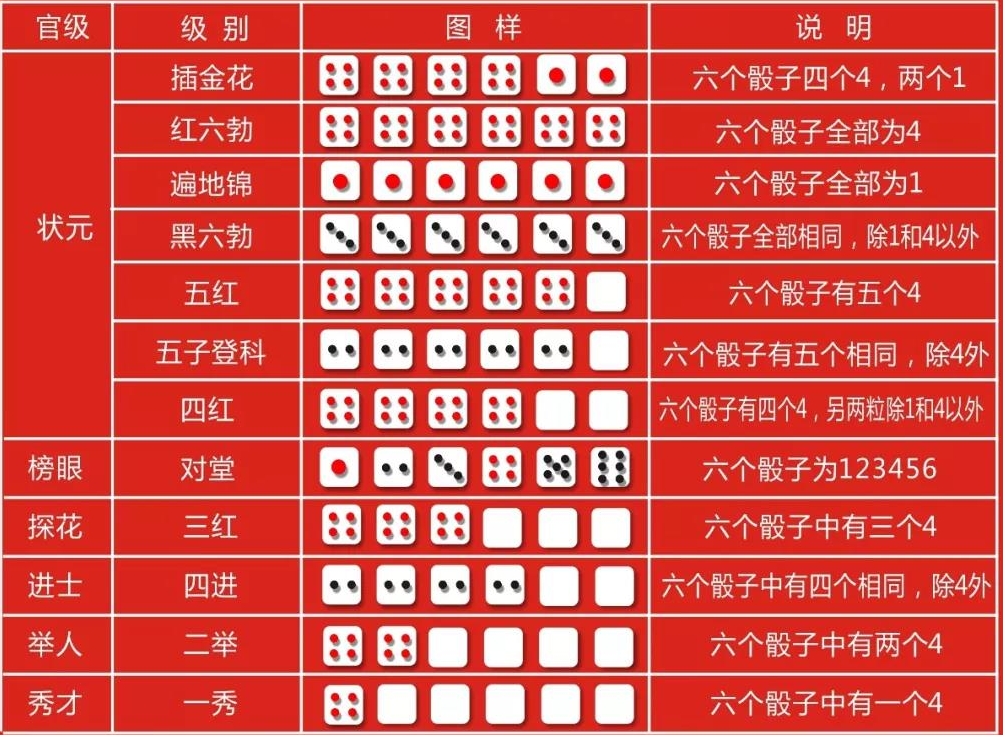 官级 级别 图样 说明
状元
插金花 六个骰子四个4，两个1
红六勃 六个骰子全部为4
遍地锦 六个骰子全部为1
黑六勃 六个骰子全部相同，除1和4以外
五红 六个骰子有五个4
五子登科 六个骰子有五个相同，除4外
四红 六个骰子有四个4，另两粒除1和4以外
榜眼 对堂 六个骰子为123456
探花 三红 六个骰子中有三个4
进士 四进 六个骰子中有四个相同，除4外
举人 二举 六个骰子中有两个4
秀才 一秀 六个骰子中有一个4